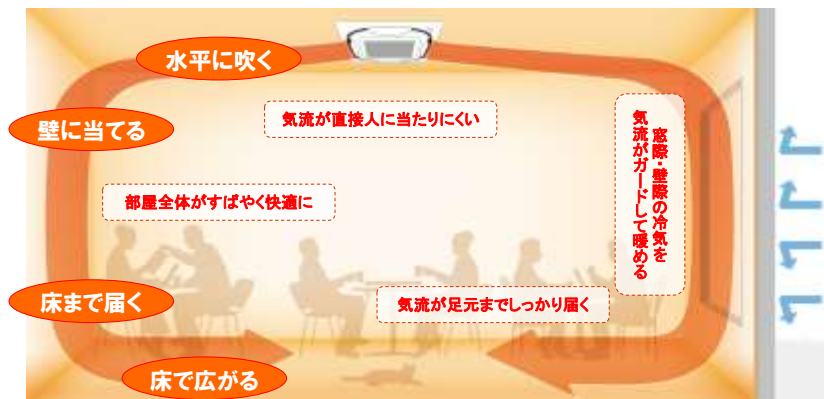 水平に吹く
壁に当てる
気流が直接人に当たりにくい
窓際・壁際の冷気を
気流がガードして暖める
部屋全体がすばやく快適に
床まで届く
気流が足元までしっかり届く
床で広がる